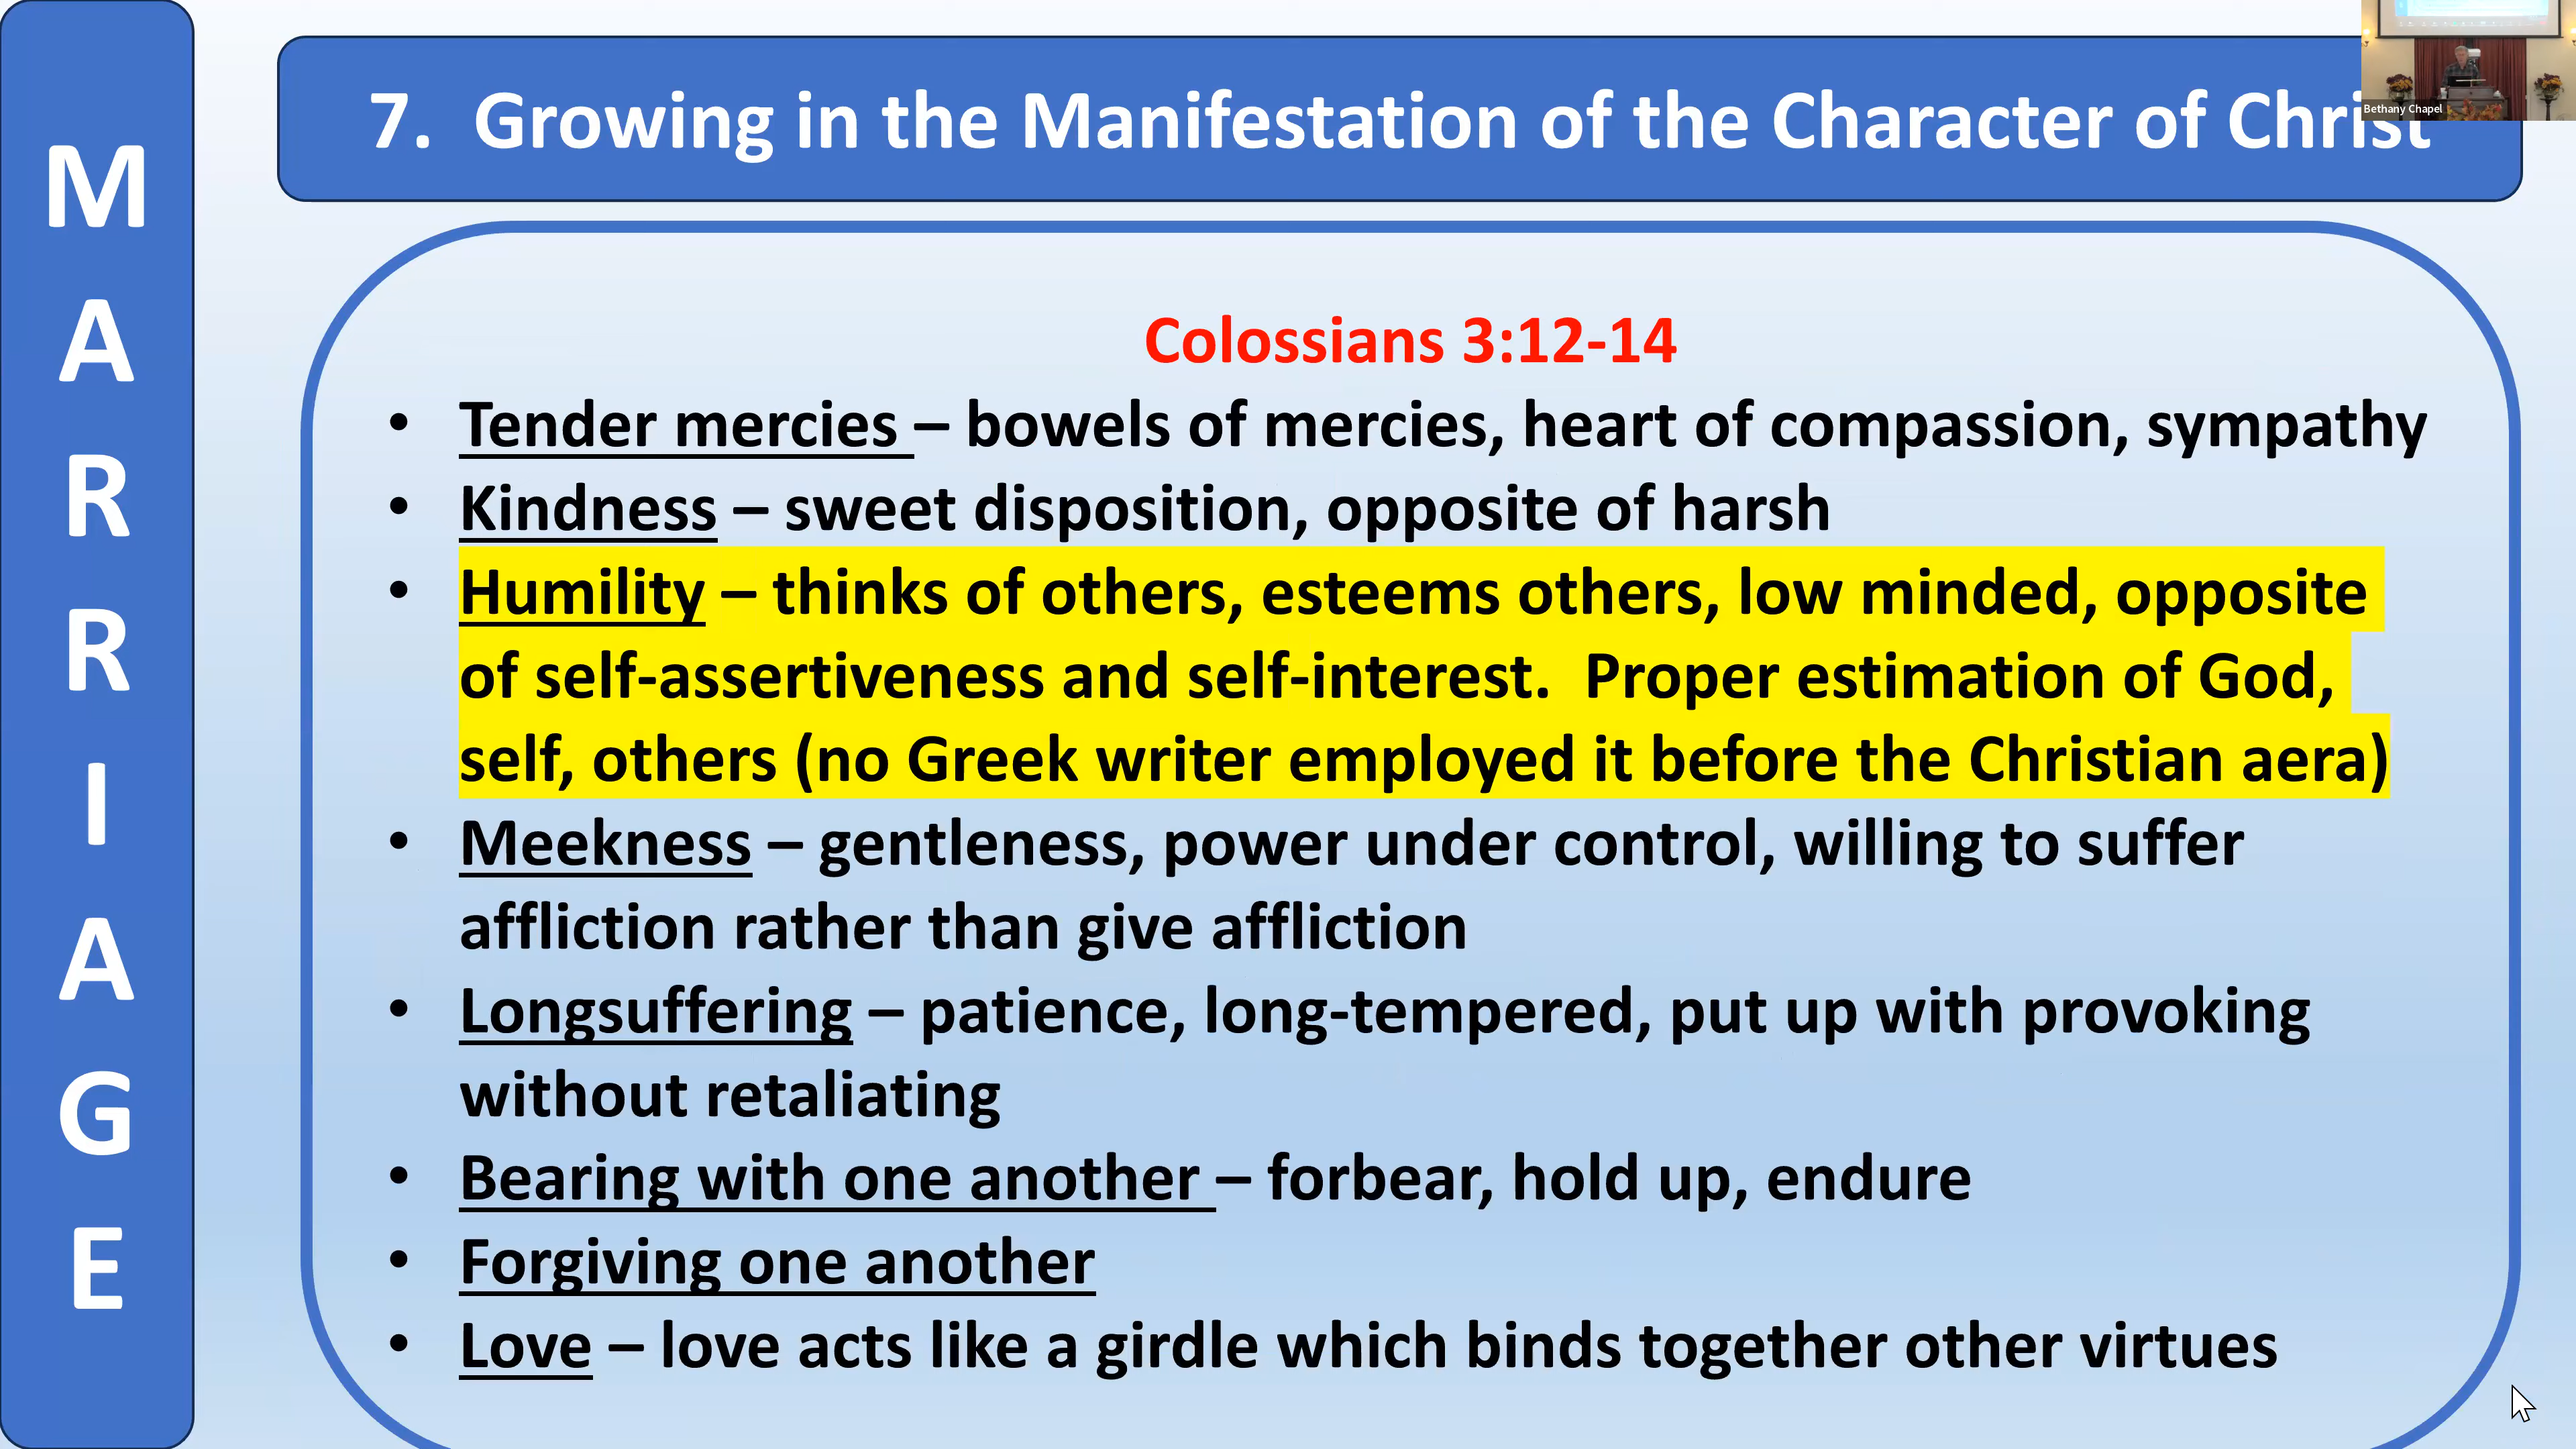 M
A
R
R
I
A
G
E
7. Growing in the Manifestation of the Character of Christ
Bethany Chapel
Colossians 3:12-14
• Tender mercies – bowels of mercies, heart of compassion, sympathy
• Kindness – sweet disposition, opposite of harsh
• Humility – thinks of others, esteems others, low minded, opposite
of self-assertiveness and self-interest. Proper estimation of God,
self, others (no Greek writer employed it before the Christian aera)
• Meekness – gentleness, power under control, willing to suffer
affliction rather than give affliction
• Longsuffering – patience, long-tempered, put up with provoking
without retaliating
• Bearing with one another – forbear, hold up, endure
• Forgiving one another
• Love – love acts like a girdle which binds together other virtues